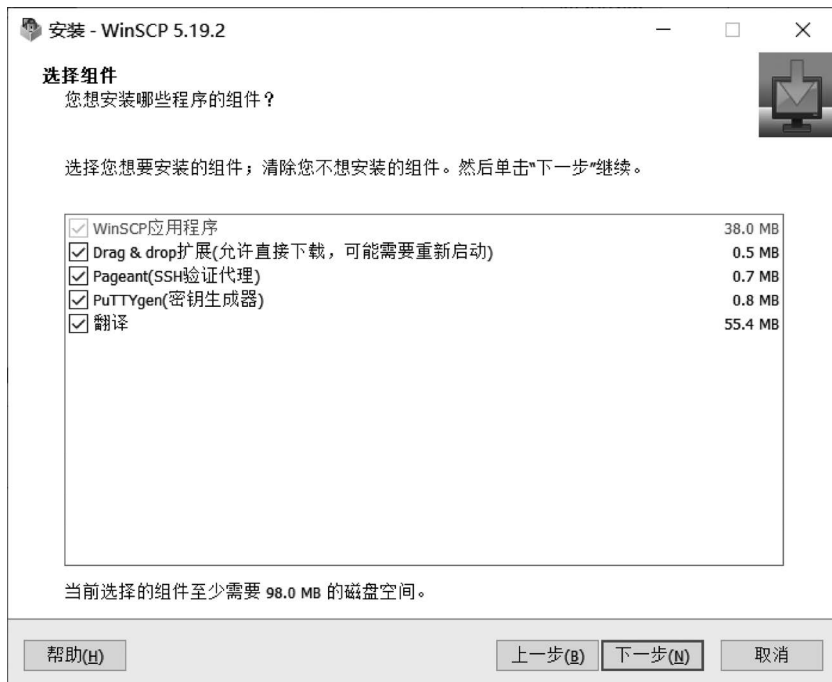 安装 - WinSCP 5.19.2
选择组件
您想安装哪些程序的组件？
选择您想要安装的组件；清除您不想安装的组件。然后单击“下一步”继续。
WinSCP应用程序 38.0 MB
Drag & drop扩展(允许直接下载，可能需要重新启动) 0.5 MB
Pageant(SSH验证代理) 0.7 MB
PuTTYgen(密钥生成器) 0.8 MB
翻译 55.4 MB
当前选择的组件至少需要 98.0 MB 的磁盘空间。
帮助(H) 上一步(B) 下一步(N) 取消